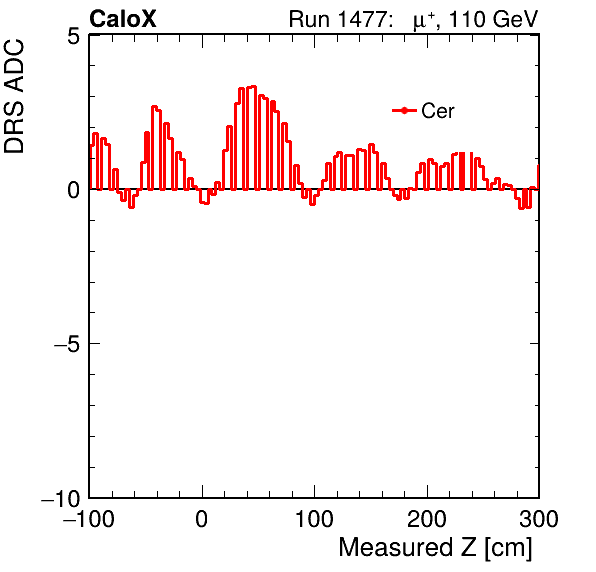 CaloX Run 1477: μ⁺, 110 GeV
DRS ADC
5
Cer
0
−5
−10
−100 0 100 200 300
Measured Z [cm]